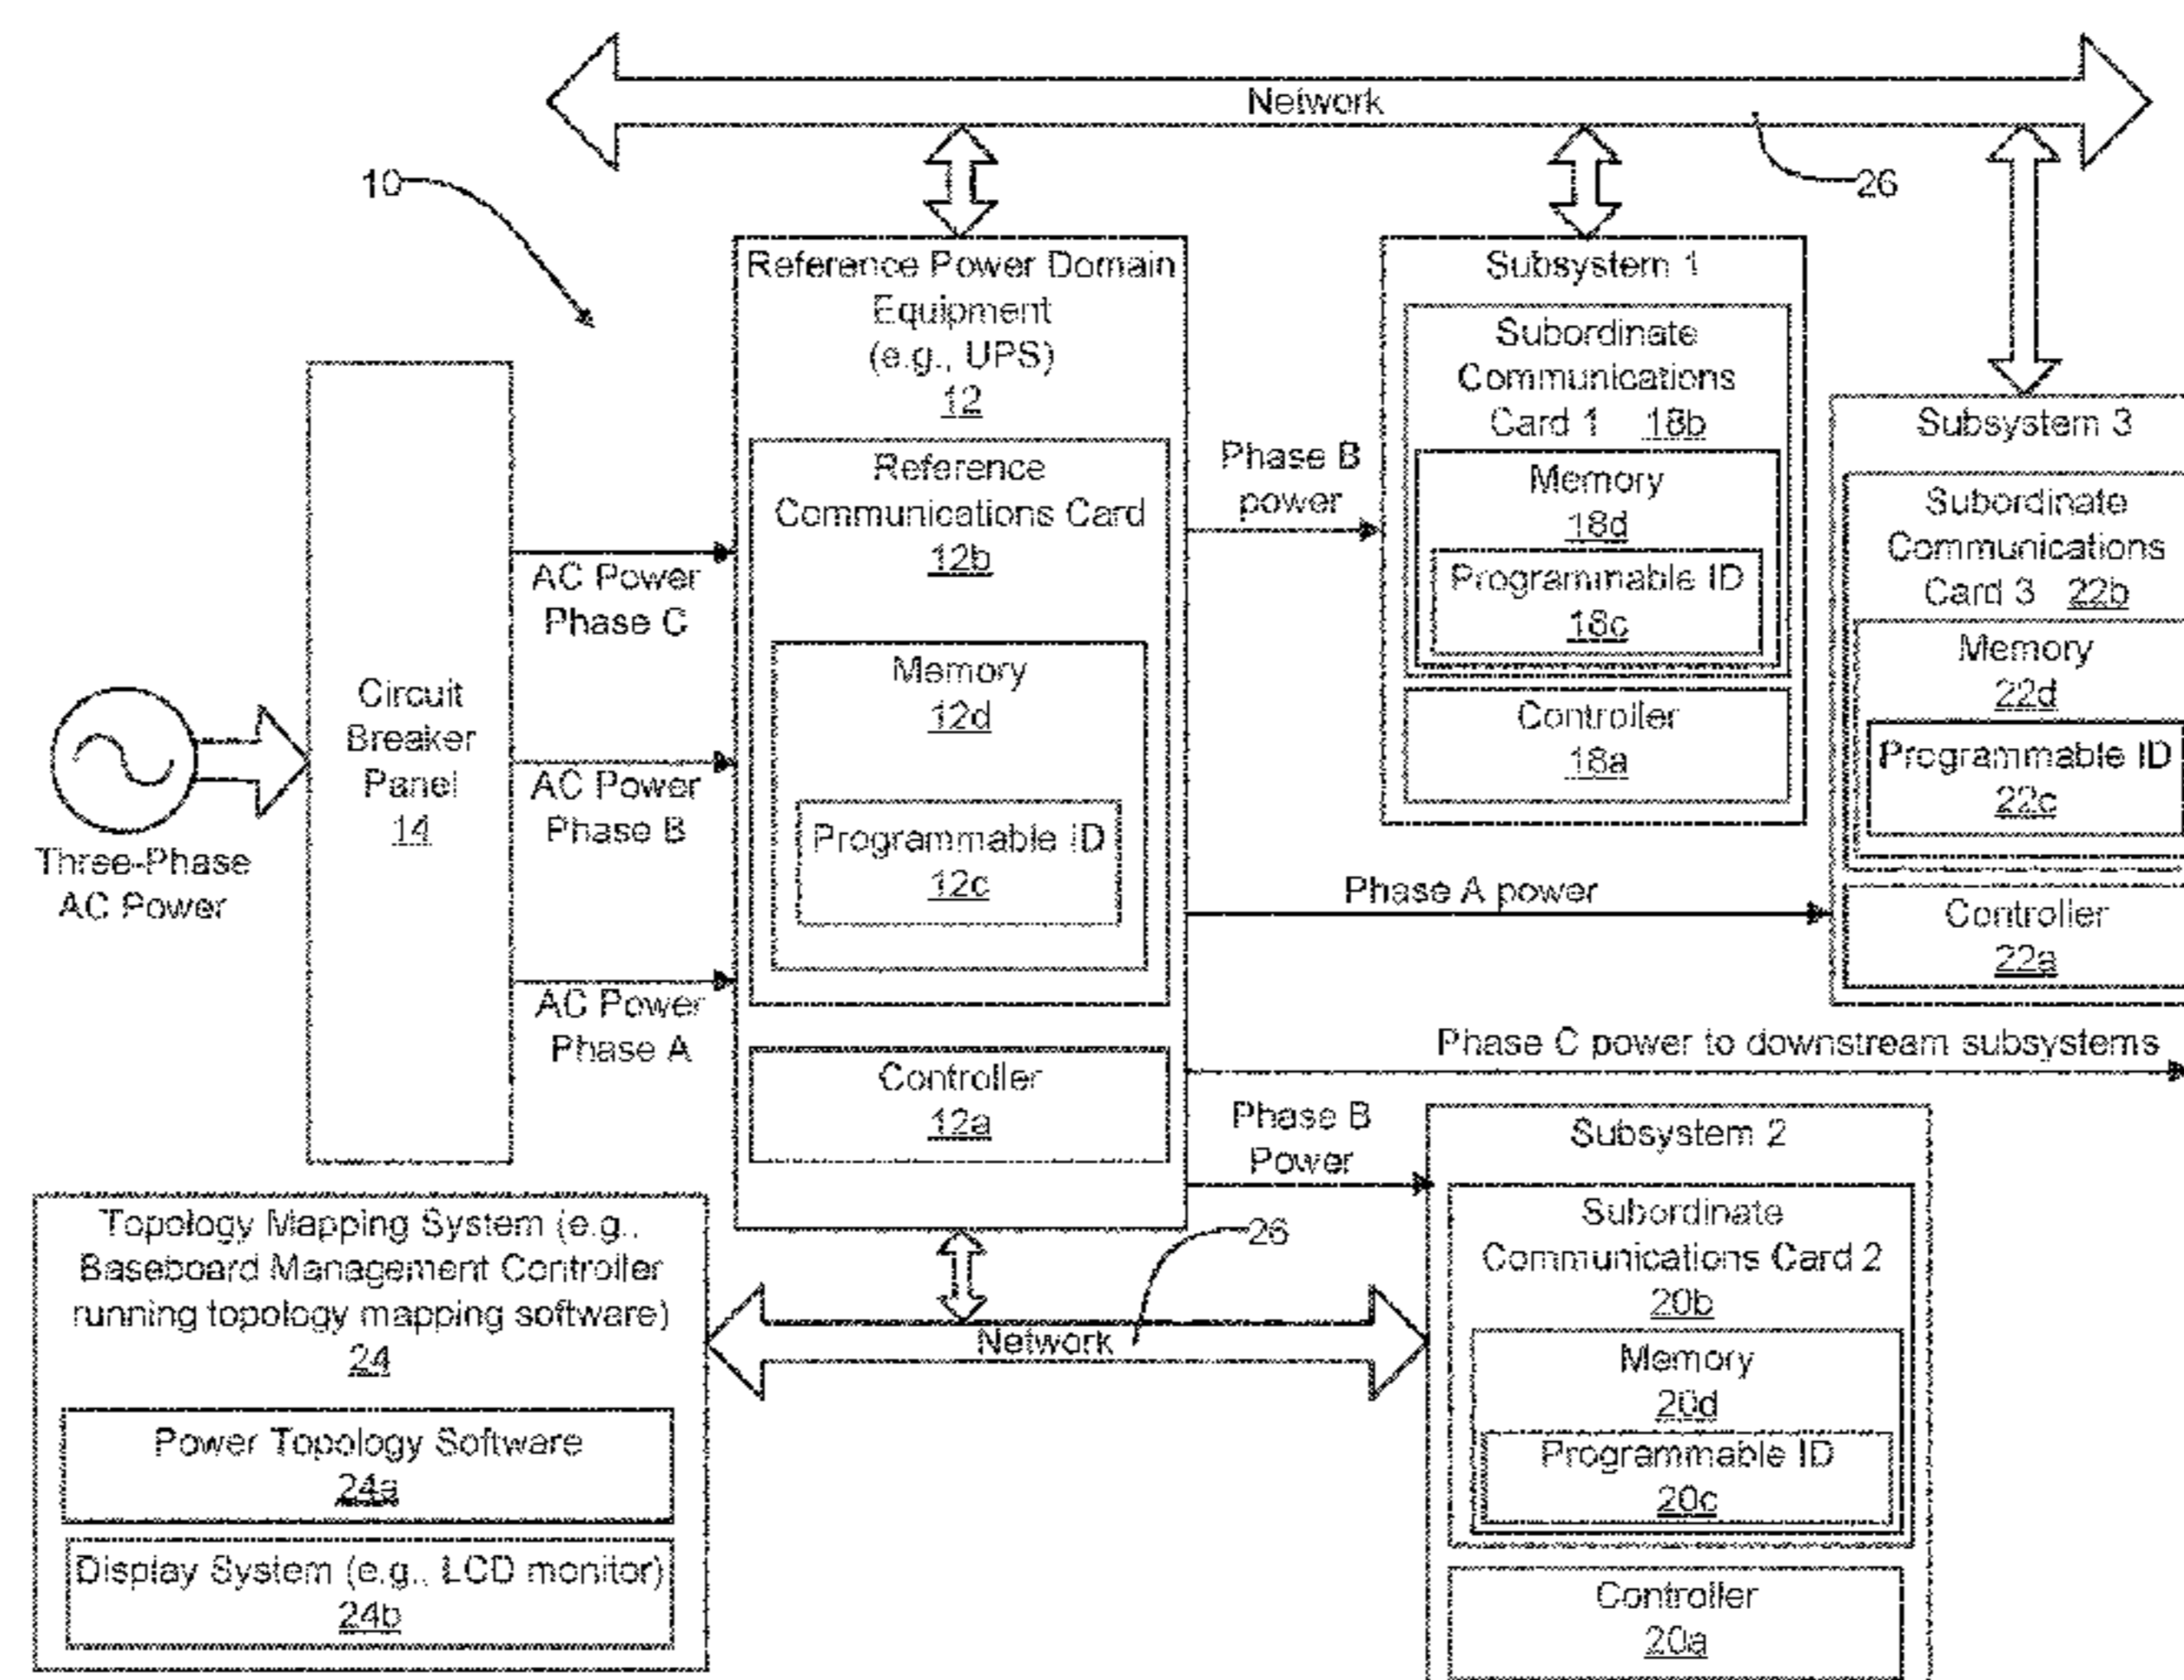 Network
10
26
Reference Power Domain
Equipment
(e.g., UPS)
12
Reference
Communications Card
12b
Memory
12d
Programmable ID
12c
Controller
12a
Subsystem 1
Subordinate
Communications
Card 1 18b
Memory
18d
Programmable ID
18c
Controller
18a
Subsystem 3
Subordinate
Communications
Card 3 22b
Memory
22d
Programmable ID
22c
Controller
22a
Phase B
power
Circuit
Breaker
Panel
14
AC Power
Phase C
AC Power
Phase B
AC Power
Phase A
Three-Phase
AC Power
Phase A power
Phase C power to downstream subsystems
Phase B
Power
Subsystem 2
Subordinate
Communications Card 2
20b
Memory
20d
Programmable ID
20c
Controller
20a
26
Network
Topology Mapping System (e.g.,
Baseboard Management Controller
running topology mapping software)
24
Power Topology Software
24a
Display System (e.g., LCD monitor)
24b